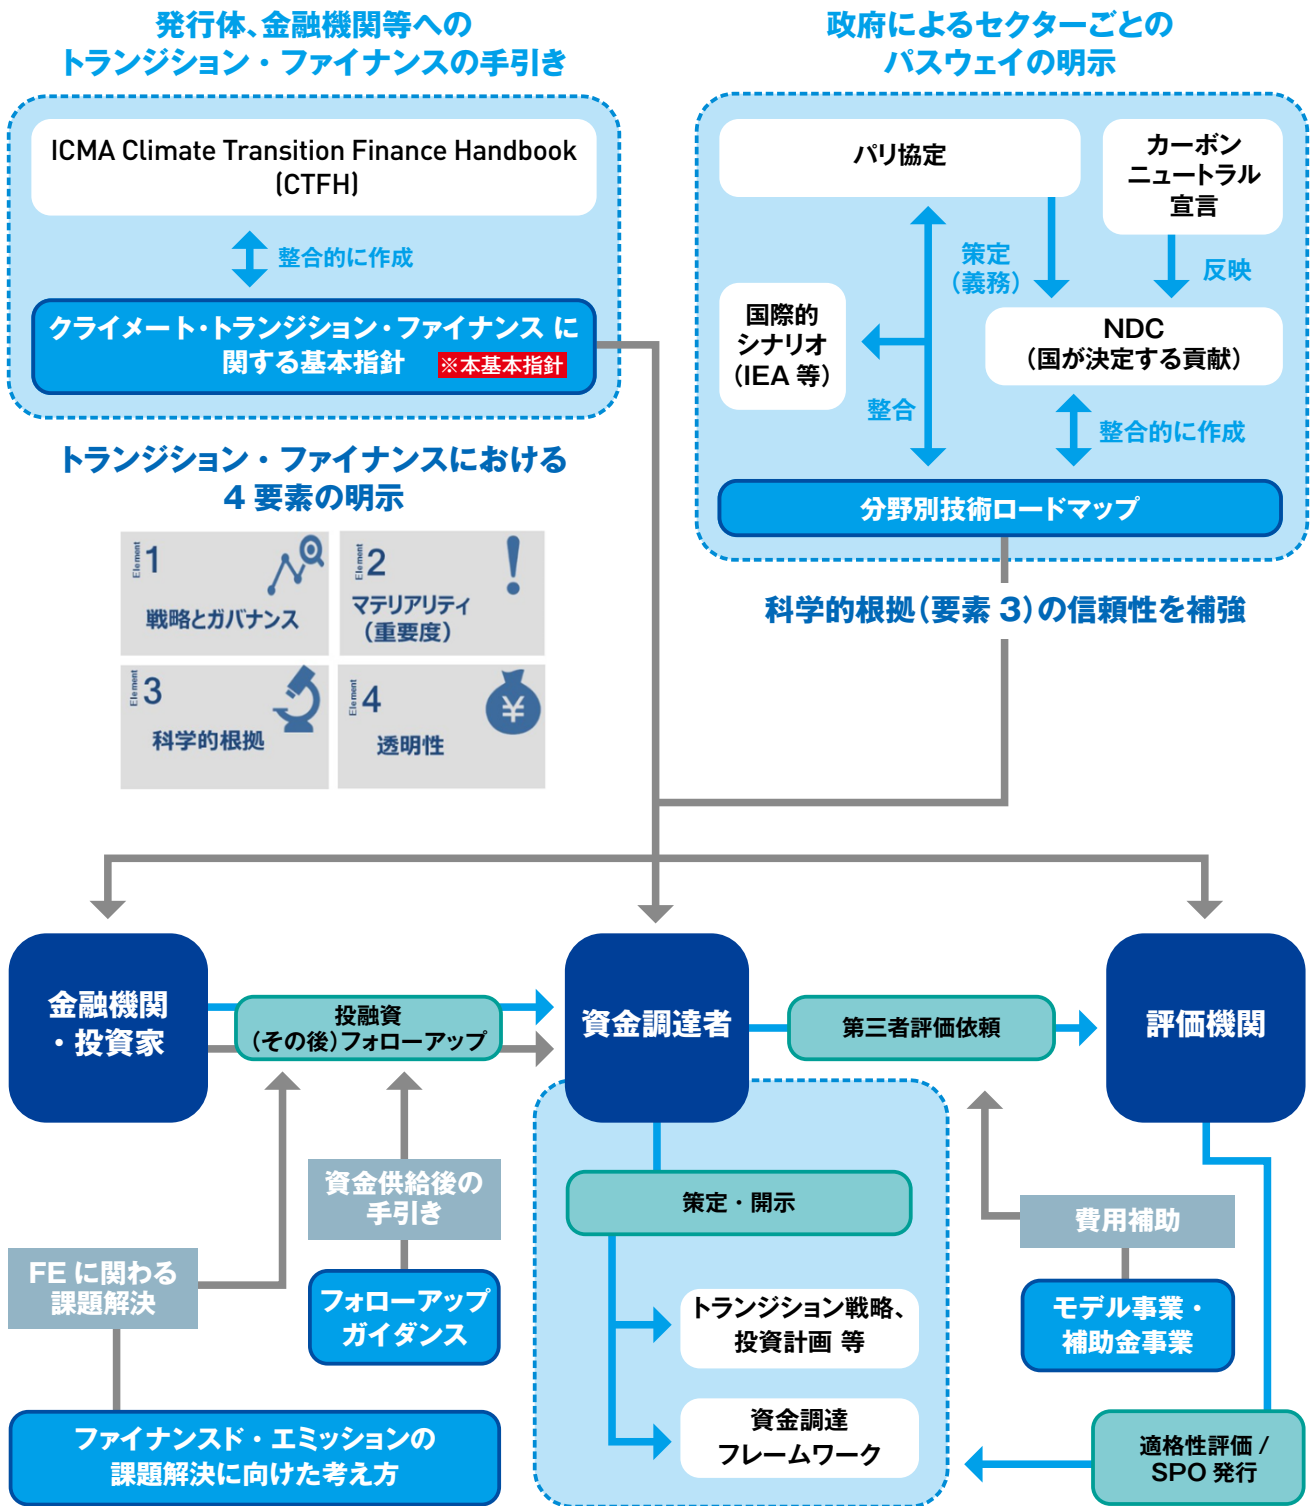 発行体、金融機関等への
トランジション・ファイナンスの手引き
ICMA Climate Transition Finance Handbook
(CTFH)
整合的に作成
クライメート・トランジション・ファイナンス に
関する基本指針 ※本基本指針
政府によるセクターごとの
パスウェイの明示
パリ協定
カーボン
ニュートラル
宣言
策定
(義務)
反映
国際的
シナリオ
(IEA 等)
NDC
(国が決定する貢献)
整合
整合的に作成
分野別技術ロードマップ
トランジション・ファイナンスにおける
4 要素の明示
Element 1
戦略とガバナンス
Element 2
マテリアリティ
(重要度)
Element 3
科学的根拠
Element 4
¥
透明性
科学的根拠(要素 3)の信頼性を補強
金融機関
・投資家
投融資
(その後)フォローアップ
資金調達者
第三者評価依頼
評価機関
資金供給後の
手引き
策定・開示
費用補助
FE に関わる
課題解決
フォローアップ
ガイダンス
トランジション戦略、
投資計画 等
モデル事業・
補助金事業
ファイナンスド・エミッションの
課題解決に向けた考え方
資金調達
フレームワーク
適格性評価 /
SPO 発行